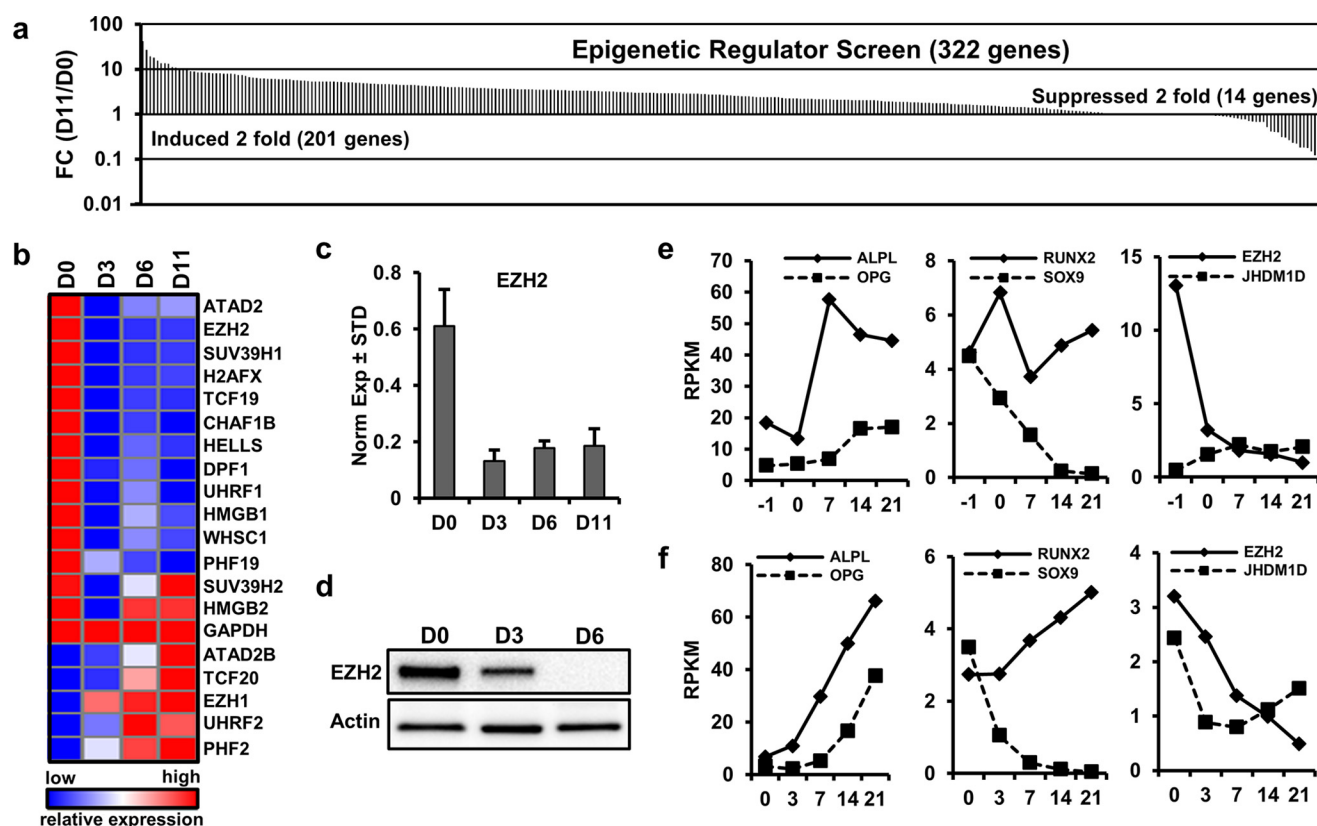 a
100
10
1
0.1
0.01
FC (D11/D0)
Epigenetic Regulator Screen (322 genes)
Suppressed 2 fold (14 genes)
Induced 2 fold (201 genes)
b
D0 D3 D6 D11
ATAD2
EZH2
SUV39H1
H2AFX
TCF19
CHAF1B
HELLS
DPF1
UHRF1
HMGB1
WHSC1
PHF19
SUV39H2
HMGB2
GAPDH
ATAD2B
TCF20
EZH1
UHRF2
PHF2
low high
relative expression
c
EZH2
Norm Exp ± STD
0.8
0.6
0.4
0.2
0
D0 D3 D6 D11
d
D0 D3 D6
EZH2
Actin
e
ALPL
OPG
RPKM
70
60
50
40
30
20
10
0
-1 0 7 14 21
RUNX2
SOX9
8
6
4
2
0
-1 0 7 14 21
EZH2
JHDM1D
15
10
5
0
-1 0 7 14 21
f
ALPL
OPG
RPKM
80
60
40
20
0
0 3 7 14 21
RUNX2
SOX9
6
4
2
0
0 3 7 14 21
EZH2
JHDM1D
4
3
2
1
0
0 3 7 14 21